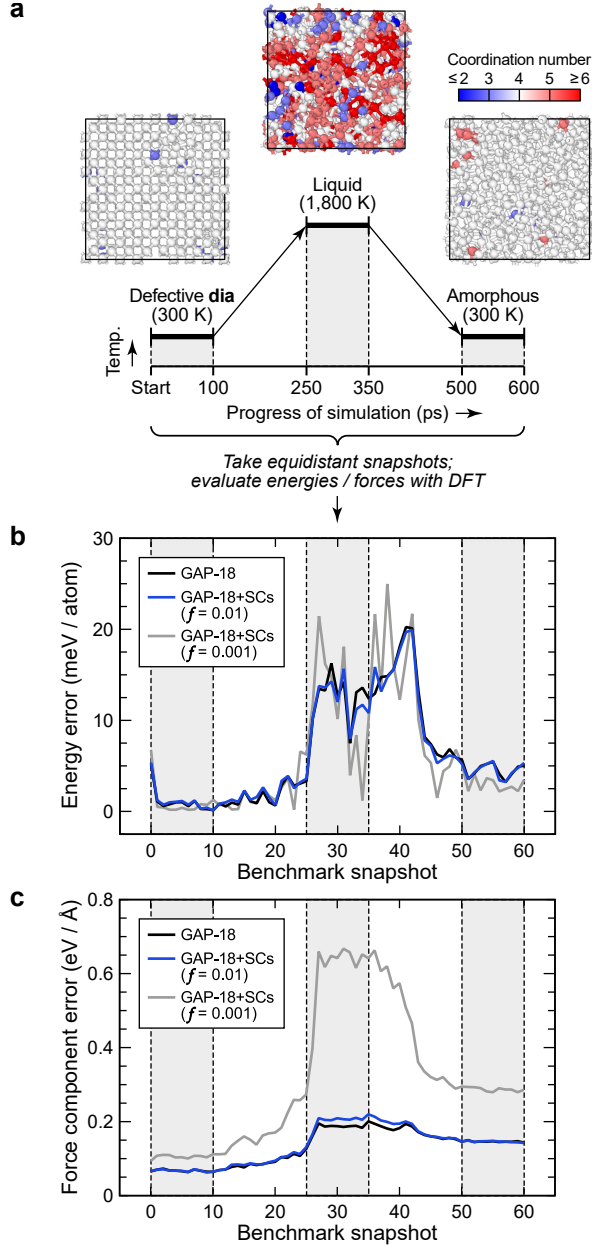 a
Coordination number
≤ 2 3 4 5 ≥6
Liquid
(1,800 K)
Defective dia
(300 K)
Amorphous
(300 K)
Temp.
Start 100 250 350 500 600
Progress of simulation (ps)
Take equidistant snapshots;
evaluate energies / forces with DFT
b
30
20
10
0
Energy error (meV / atom)
GAP-18
GAP-18+SCs
(f = 0.01)
GAP-18+SCs
(f = 0.001)
0 10 20 30 40 50 60
Benchmark snapshot
c
0.8
0.6
0.4
0.2
0
Force component error (eV / Å)
GAP-18
GAP-18+SCs
(f = 0.01)
GAP-18+SCs
(f = 0.001)
0 10 20 30 40 50 60
Benchmark snapshot